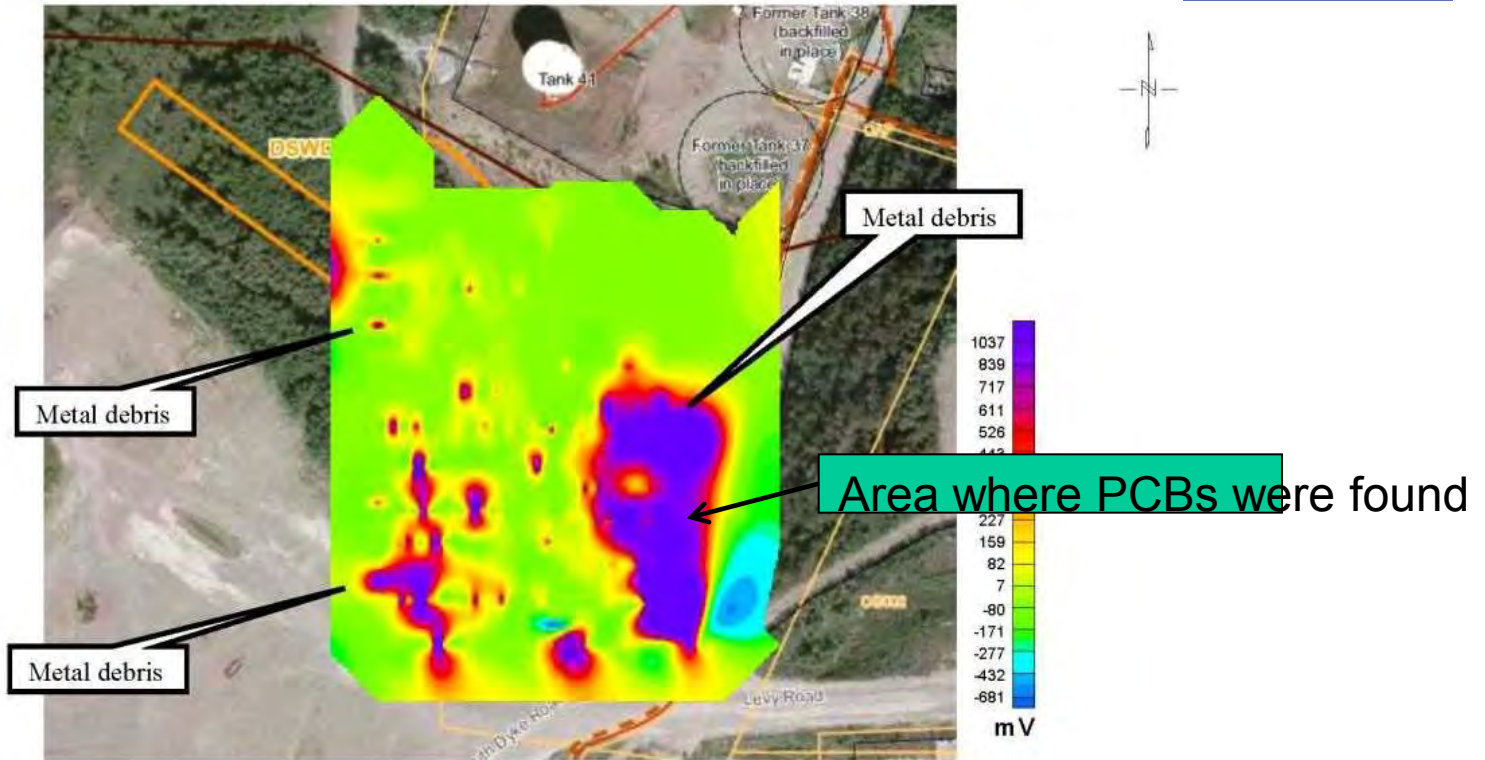 Former Tank 38
(backfilled
in place)
Tank 41
Former Tank 37
(backfilled
in place
DSWD
Metal debris
Metal debris
Metal debris
Area where PCBs were found
1037
839
717
611
526
227
159
82
7
-80
-171
-277
-432
-681
mV
Dyke Road
Levy Road
N